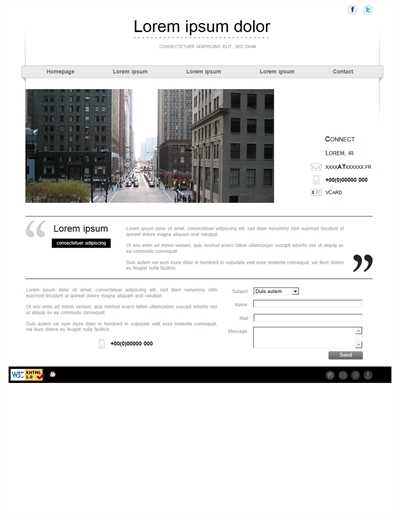 Lorem ipsum dolor
CONSECTETUER ADIPISCING ELIT, SED DIAM
Homepage Lorem ipsum Lorem ipsum Lorem ipsum Contact
CONNECT
LOREM, IR
XXXXATXXXXXX.FR
+00(0)00000 000
VCARD
Lorem ipsum
consectetuer adipiscing
Lorem ipsum dolor sit amet, consectetuer adipiscing elit, sed diam nonummy nibh euismod tincidunt ut
laoreet dolore magna aliquam erat volutpat.
Ut wisi enim ad minim veniam, quis nostrud exerci tation ullamcorper suscipit lobortis nisl ut aliquip ex ea
commodo consequat.
Duis autem vel eum iriure dolor in hendrerit in vulputate velit esse molestie consequat, vel illum dolore
eu feugiat nulla facilisis.
Lorem ipsum dolor sit amet, consectetuer adipiscing elit, sed diam nonummy nibh
euismod tincidunt ut laoreet dolore magna aliquam erat volutpat.
Ut wisi enim ad minim veniam, quis nostrud exerci tation ullamcorper suscipit lobortis nisl
ut aliquip ex ea commodo consequat.
Duis autem vel eum iriure dolor in hendrerit in vulputate velit esse molestie consequat,
vel illum dolore eu feugiat nulla facilisis.
+00(0)00000 000
Subject Duis autem
Name
Mail
Message
Send
W3C XHTML 1.0